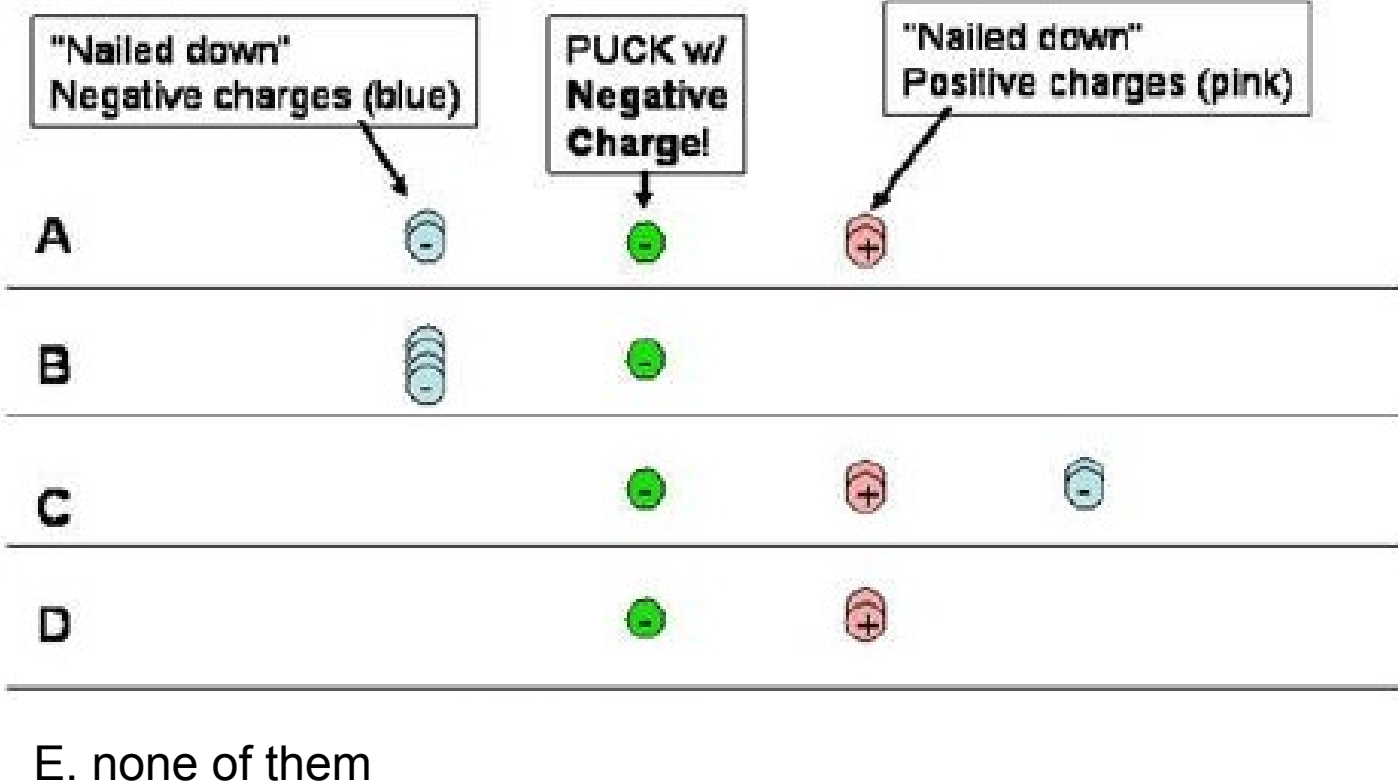 "Nailed down"
Negative charges (blue)
PUCK w/
Negative
Charge!
"Nailed down"
Positive charges (pink)
A
-
-
+
B
-
-
C
-
+
-
D
-
+
E. none of them